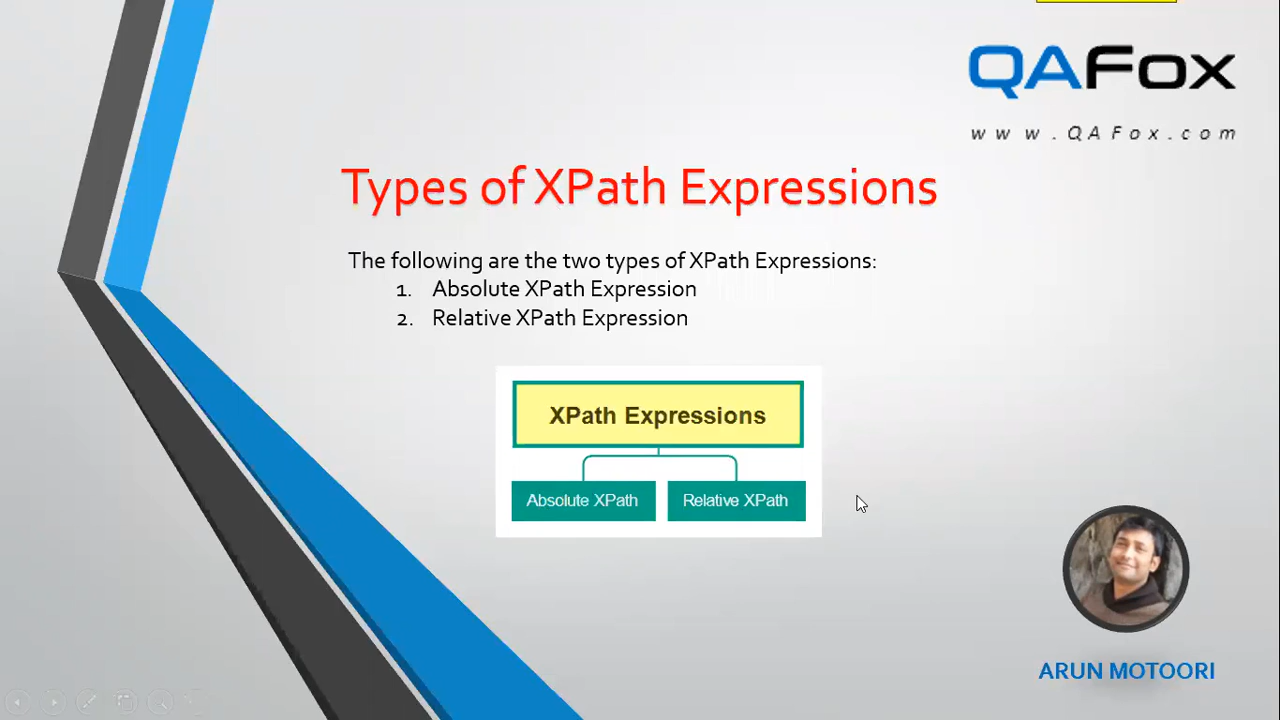 QAFox
www.QAFox.com
Types of XPath Expressions
The following are the two types of XPath Expressions:
1. Absolute XPath Expression
2. Relative XPath Expression
XPath Expressions
Absolute XPath
Relative XPath
ARUN MOTOORI